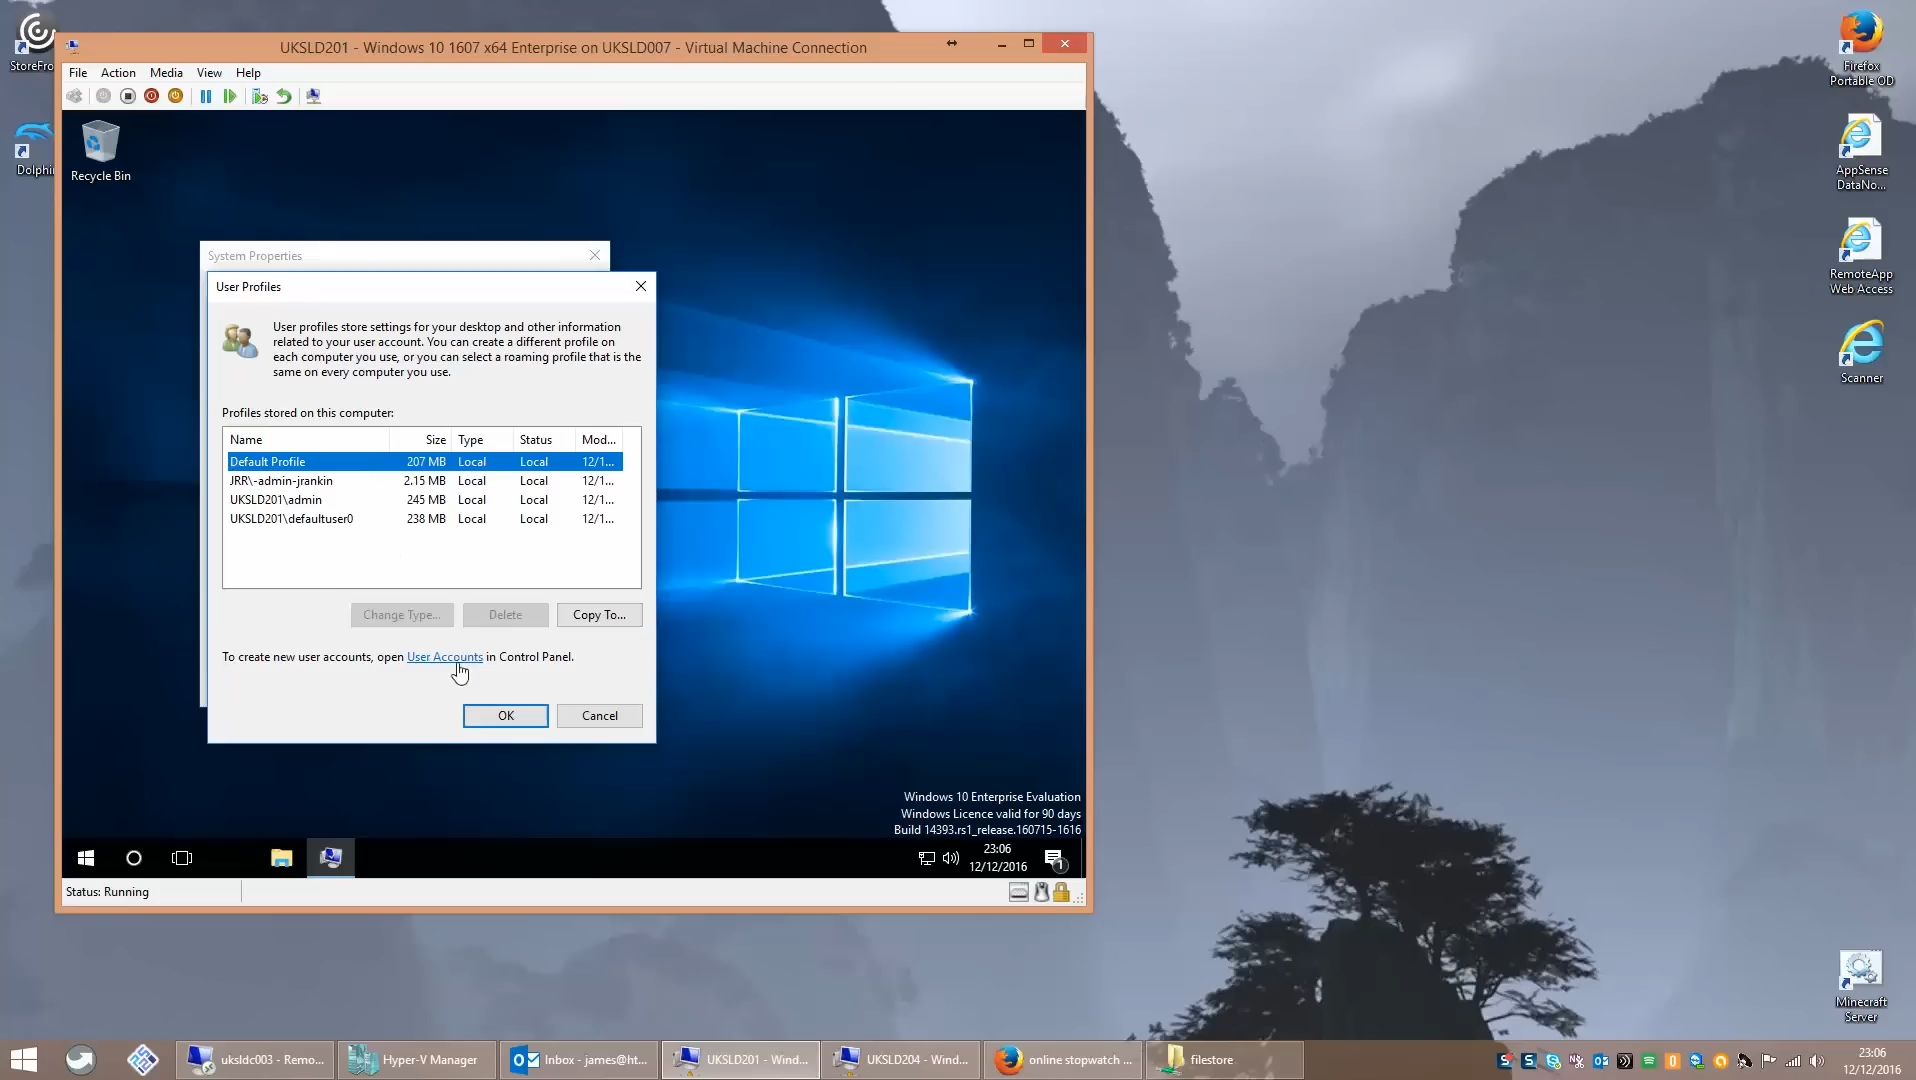 StoreFro
Dolphi
UKSLD201 - Windows 10 1607 x64 Enterprise on UKSLD007 - Virtual Machine Connection
File Action Media View Help
Recycle Bin
System Properties
User Profiles
User profiles store settings for your desktop and other information
related to your user account. You can create a different profile on
each computer you use, or you can select a roaming profile that is the
same on every computer you use.
Profiles stored on this computer:
Name Size Type Status Mod...
Default Profile 207 MB Local Local 12/1...
JRR\-admin-jrankin 2.15 MB Local Local 12/1...
UKSLD201\admin 245 MB Local Local 12/1...
UKSLD201\defaultuser0 238 MB Local Local 12/1...
Change Type... Delete Copy To...
To create new user accounts, open User Accounts in Control Panel.
OK Cancel
Windows 10 Enterprise Evaluation
Windows Licence valid for 90 days
Build 14393.rs1_release.160715-1616
23:06
12/12/2016
1
Status: Running
Firefox
Portable OD
AppSense
DataNo...
RemoteApp
Web Access
Scanner
Minecraft
Server
uksldc003 - Remo...
Hyper-V Manager
Inbox - james@ht...
UKSLD201 - Wind...
UKSLD204 - Wind...
online stopwatch ...
filestore
23:06
12/12/2016